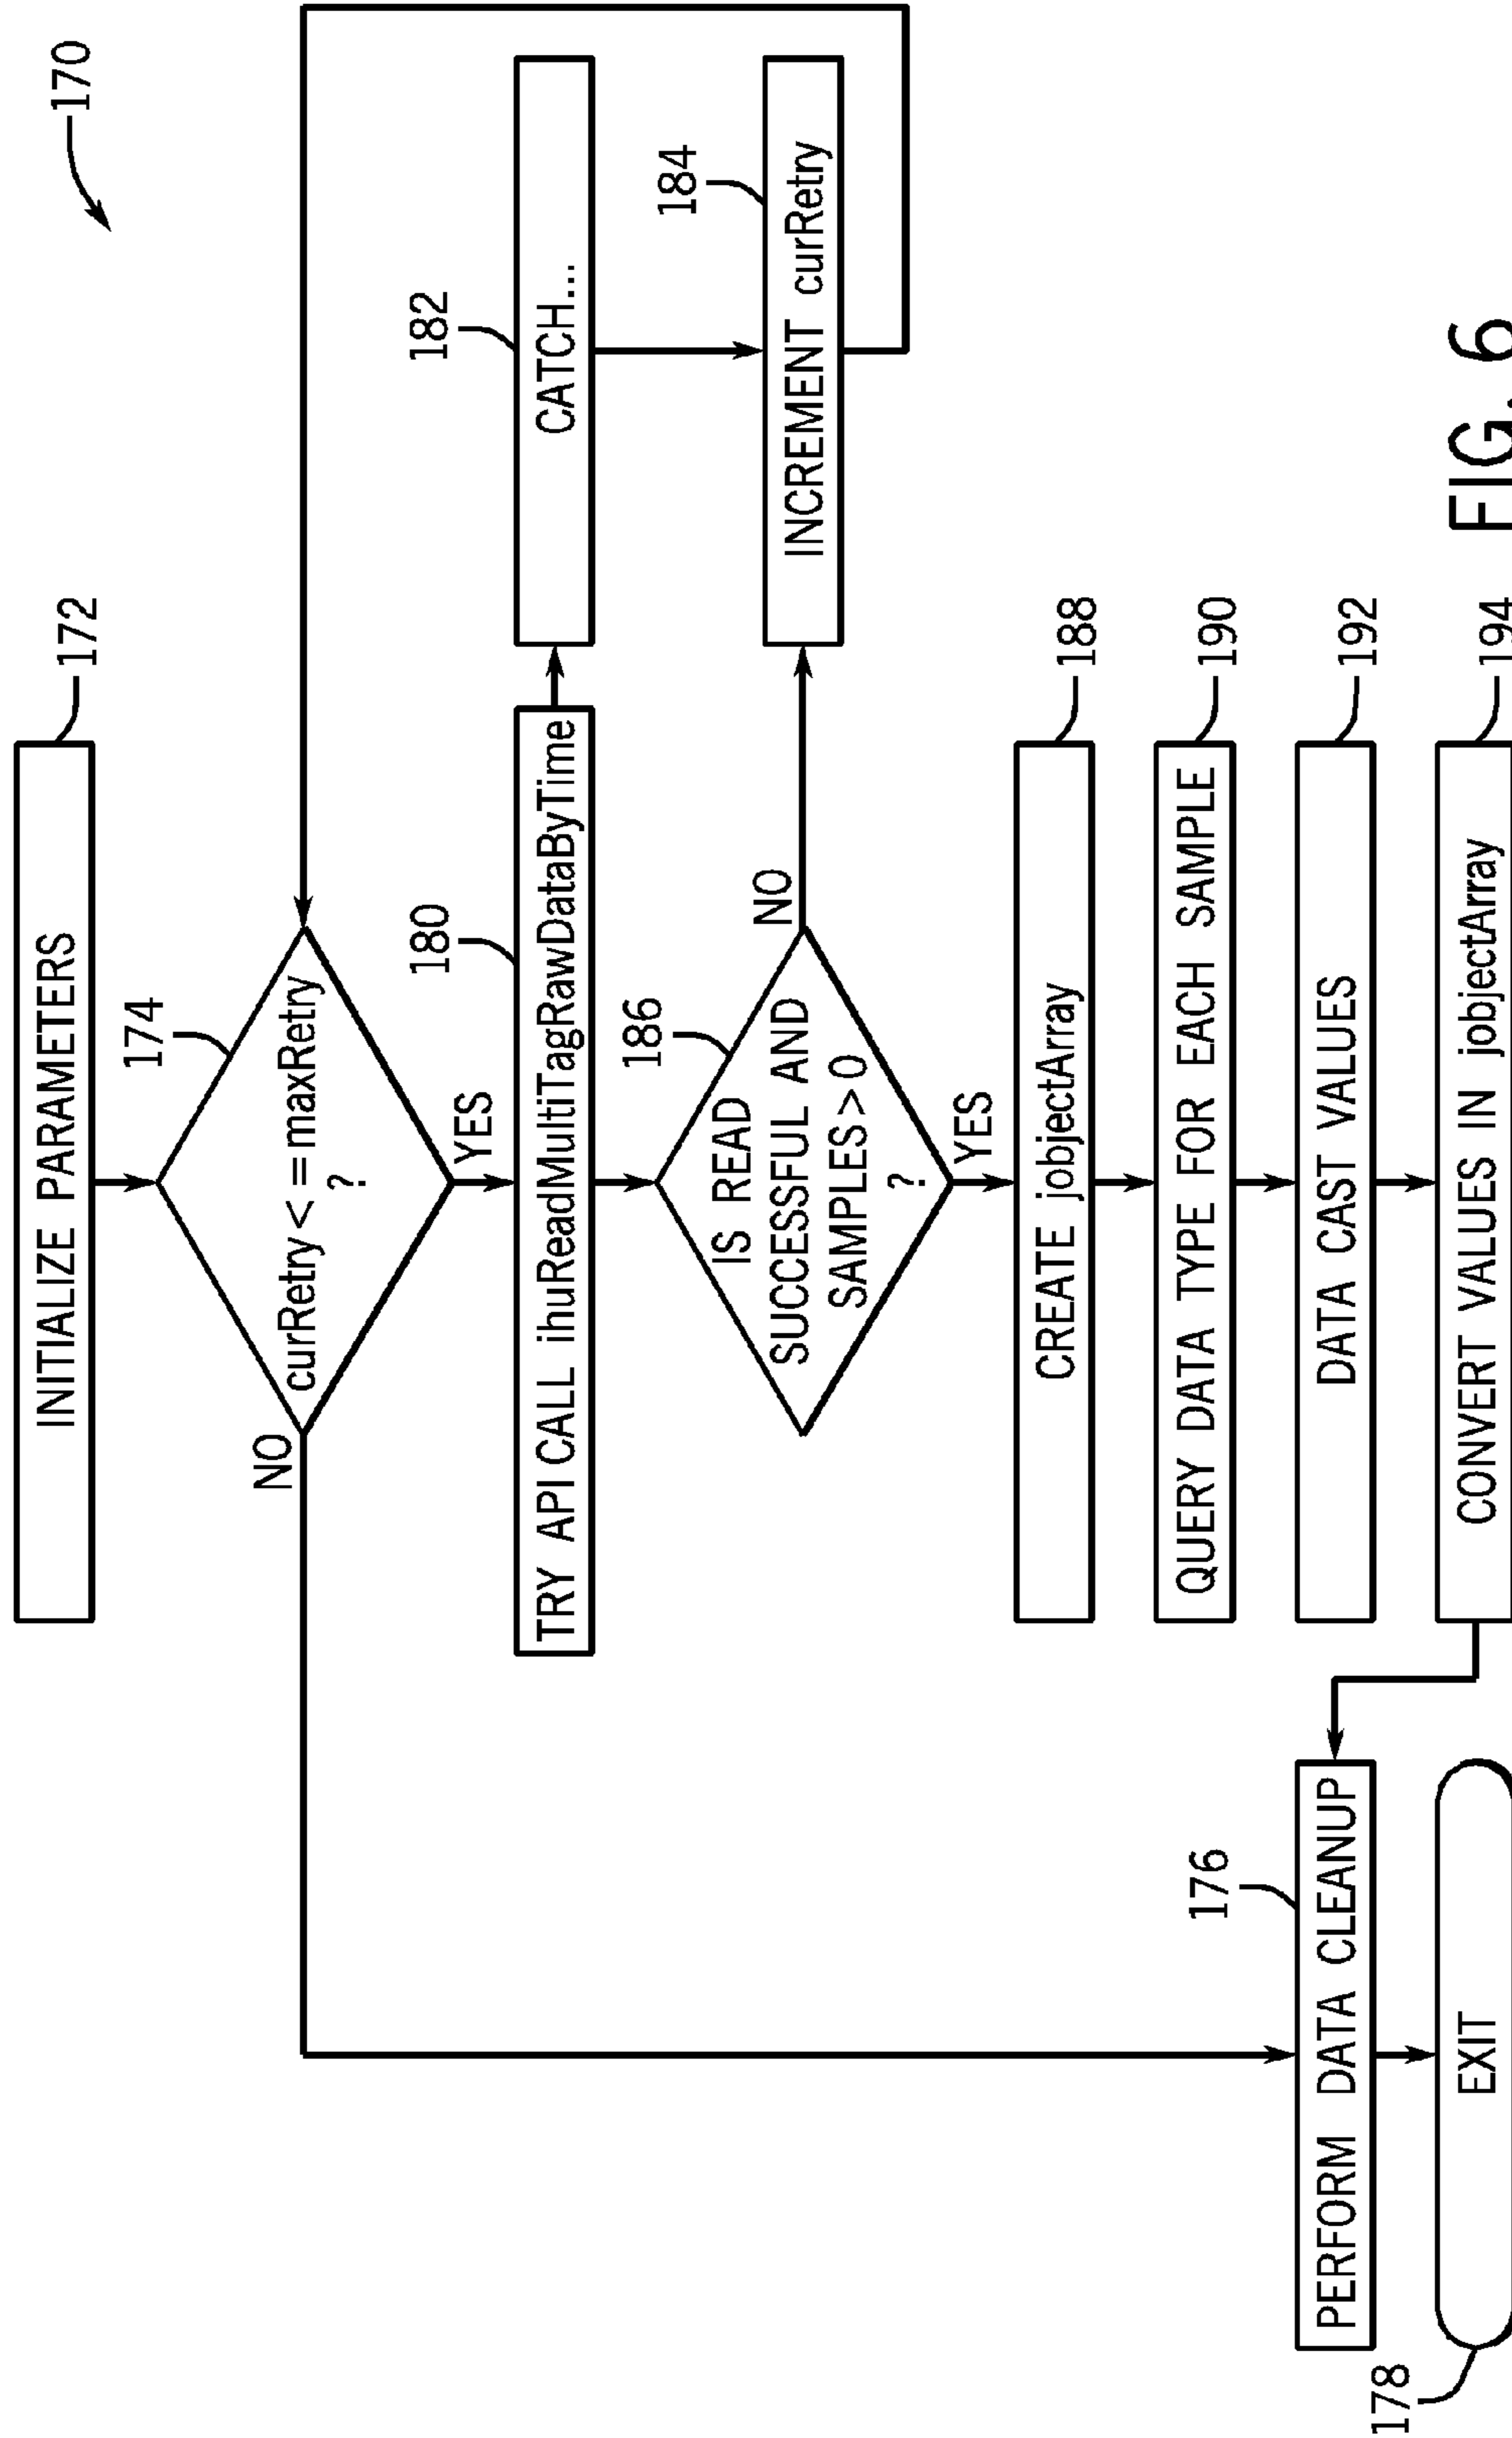 170
INITIALIZE PARAMETERS
172
174
curRetry < = maxRetry
?
NO
YES
180
TRY API CALL ihuReadMultiTagRawDataByTime
182
CATCH...
184
INCREMENT curRetry
186
IS READ
SUCCESSFUL AND
SAMPLES > 0
?
NO
YES
CREATE jobjectArray
188
QUERY DATA TYPE FOR EACH SAMPLE
190
176
PERFORM DATA CLEANUP
DATA CAST VALUES
192
178
EXIT
CONVERT VALUES IN jobjectArray
194
FIG. 6